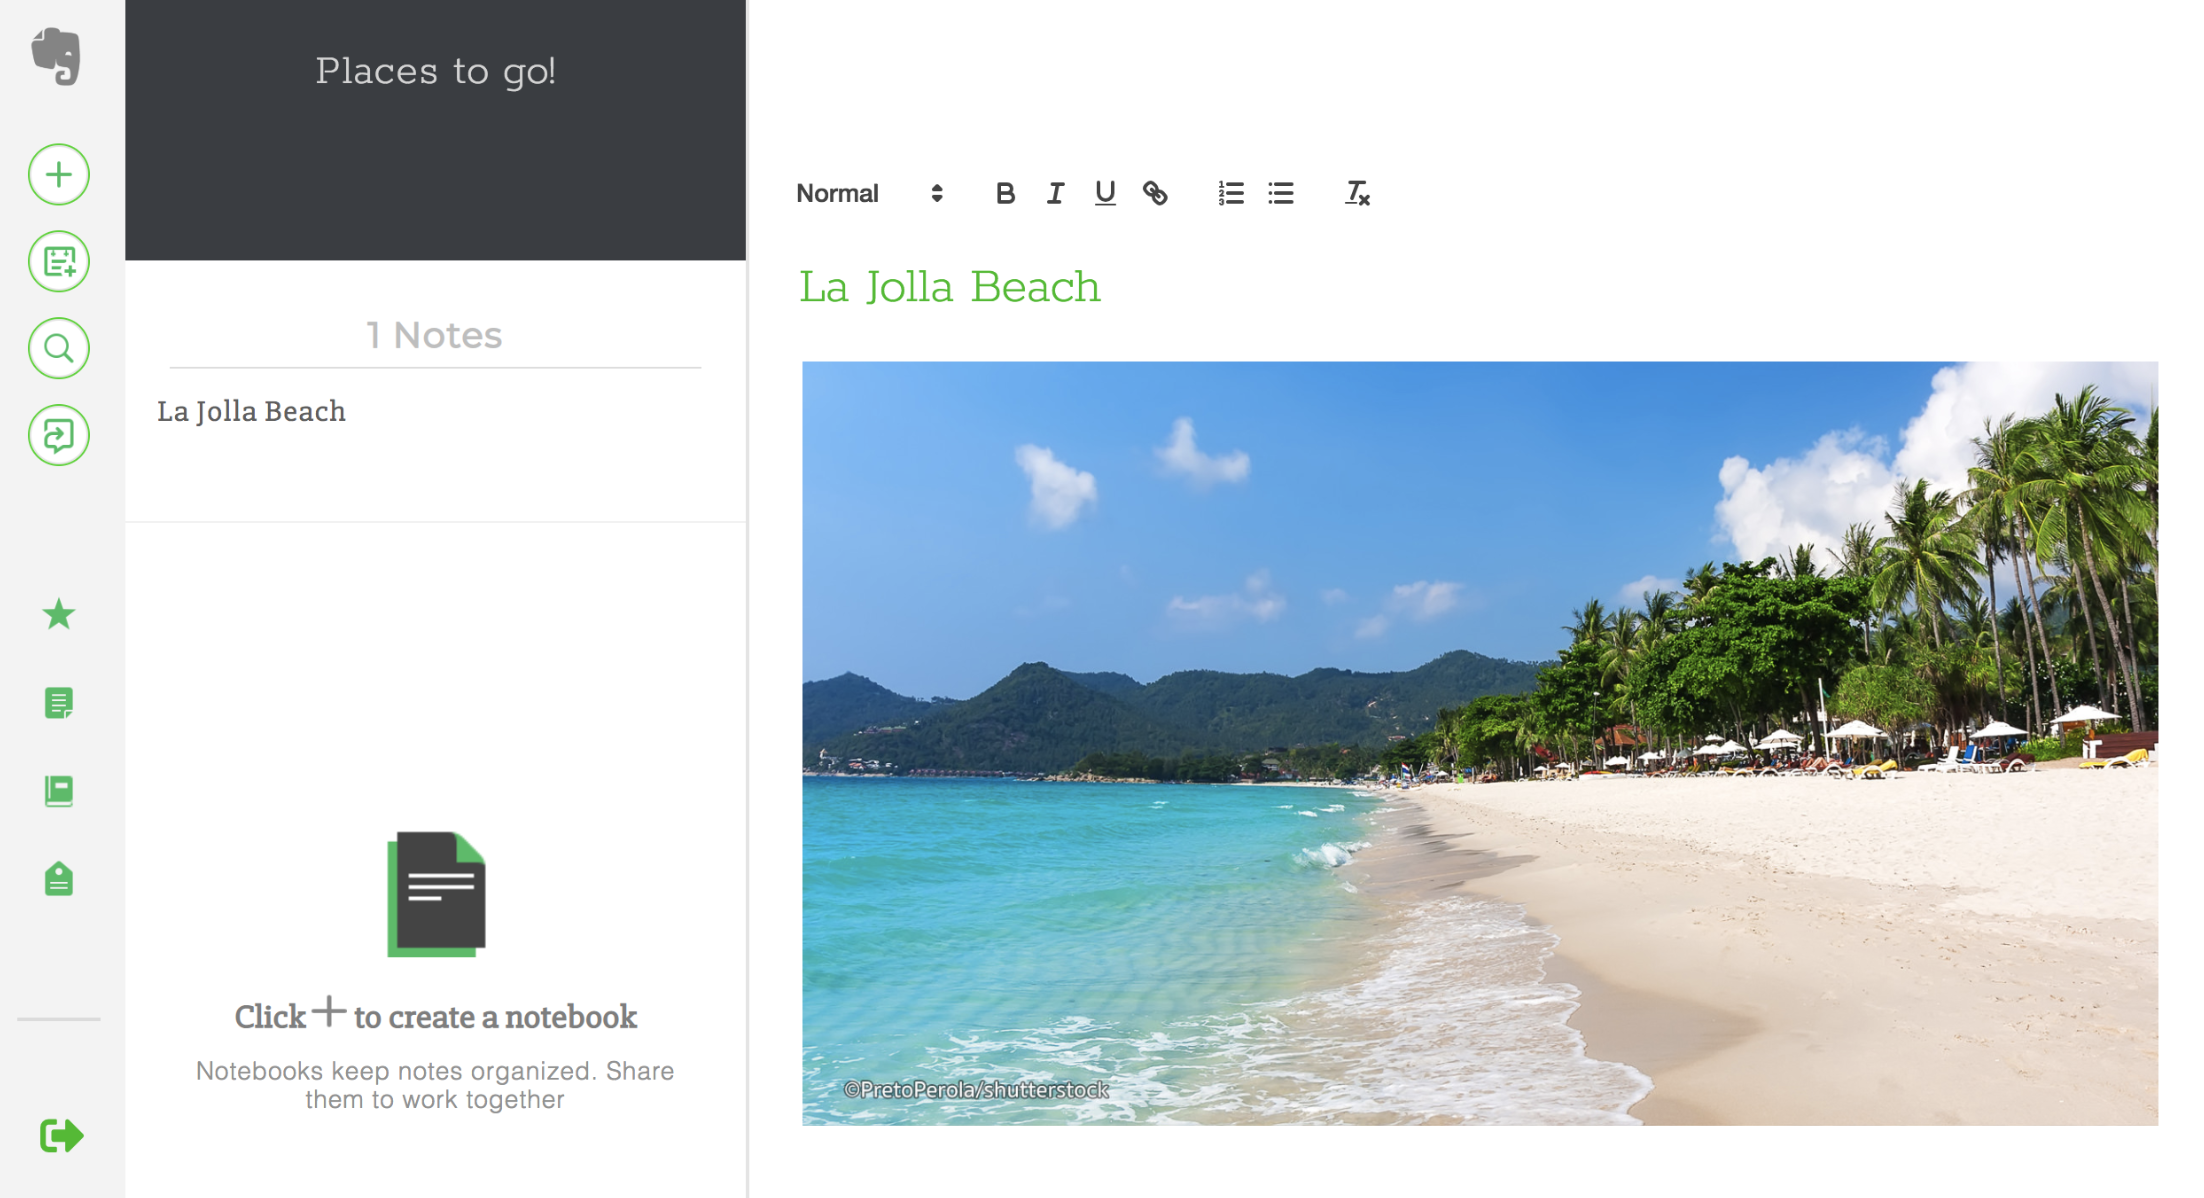 Places to go!
1 Notes
La Jolla Beach
Click + to create a notebook
Notebooks keep notes organized. Share
them to work together
Normal B I U
La Jolla Beach
©PretoPerola/shutterstock